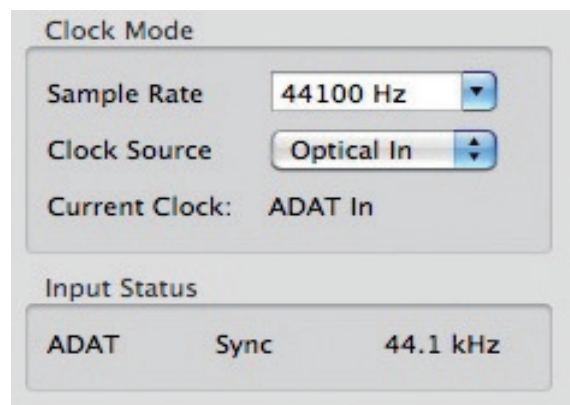 Clock Mode
Sample Rate 44100 Hz
Clock Source Optical In
Current Clock: ADAT In
Input Status
ADAT Sync 44.1 kHz